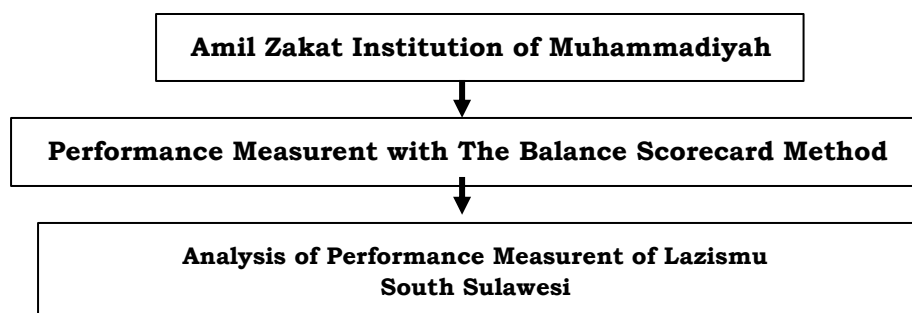 Amil Zakat Institution of Muhammadiyah
Performance Measurent with The Balance Scorecard Method
Analysis of Performance Measurent of Lazismu
South Sulawesi